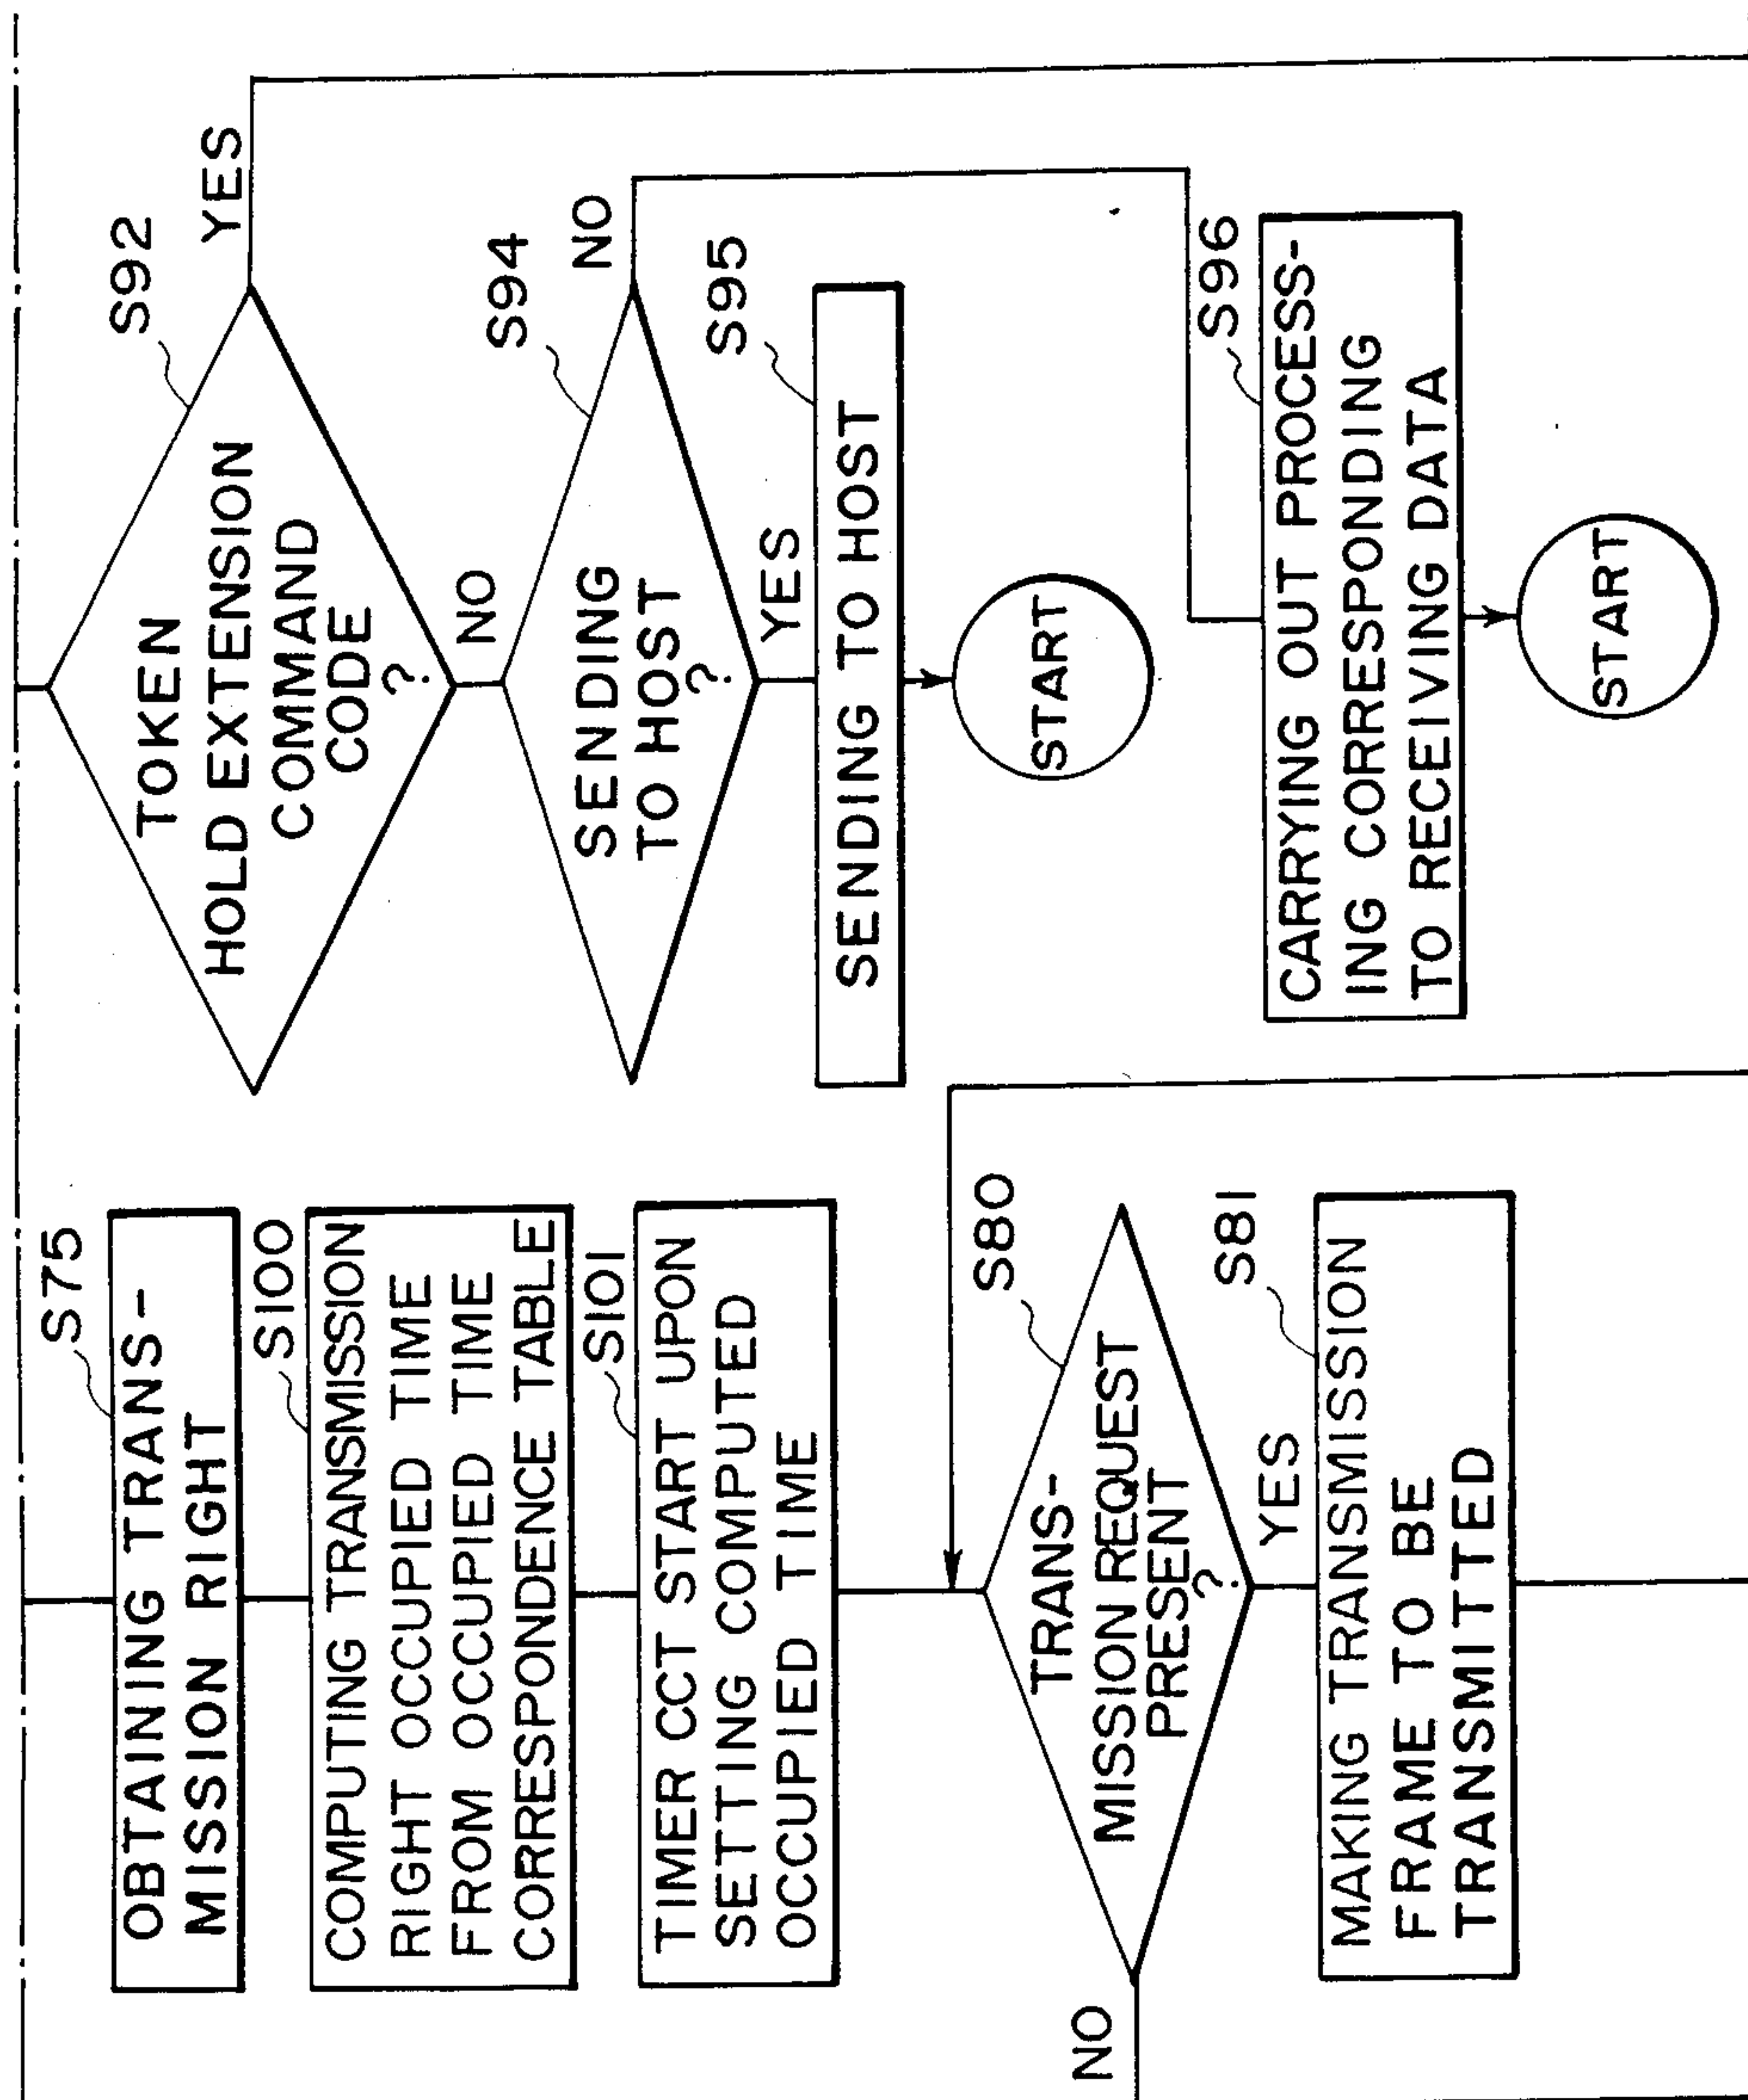 S75
OBTAINING TRANS-
MISSION RIGHT
S100
COMPUTING TRANSMISSION
RIGHT OCCUPIED TIME
FROM OCCUPIED TIME
CORRESPONDENCE TABLE
S101
TIMER CCT START UPON
SETTING COMPUTED
OCCUPIED TIME
S80
TRANS-
MISSION REQUEST
PRESENT
?
NO
YES
S81
MAKING TRANSMISSION
FRAME TO BE
TRANSMITTED
S92
TOKEN
HOLD EXTENSION
COMMAND
CODE
?
YES
NO
S94
SENDING
TO HOST
?
NO
YES
S95
SENDING TO HOST
START
S96
CARRYING OUT PROCESS-
ING CORRESPONDING
TO RECEIVING DATA
START